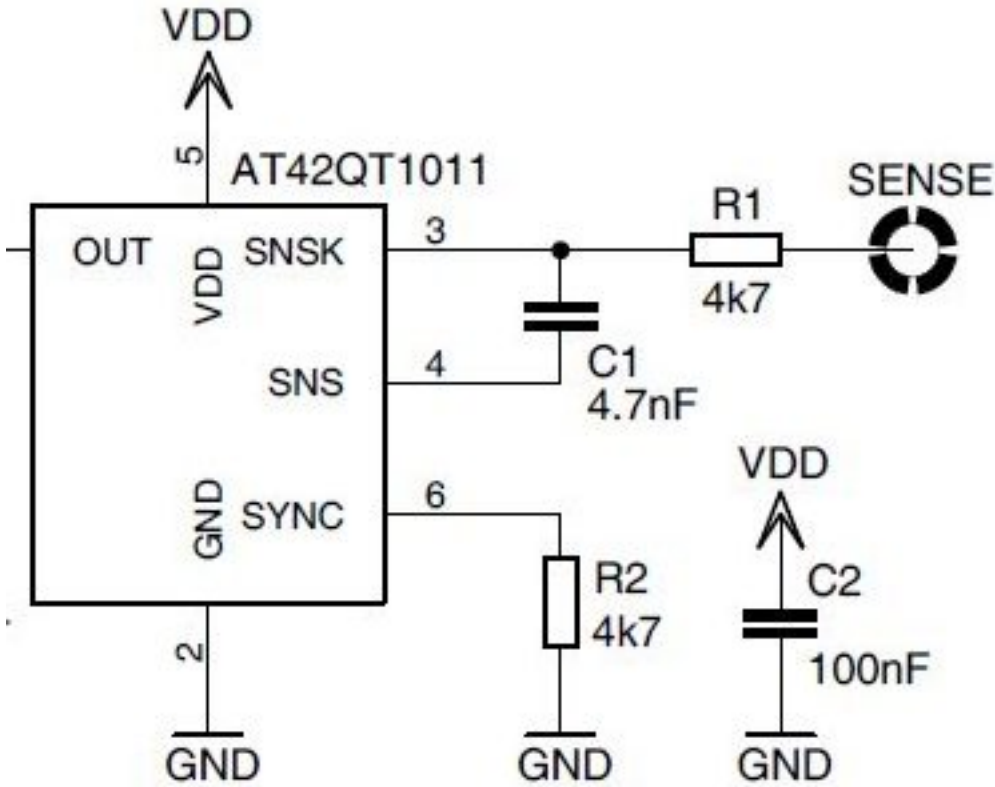 VDD
5
AT42QT1011
SENSE
R1
OUT
VDD
SNSK
3
4k7
SNS
4
C1
4.7nF
VDD
GND
SYNC
6
R2
4k7
C2
100nF
2
GND
GND
GND